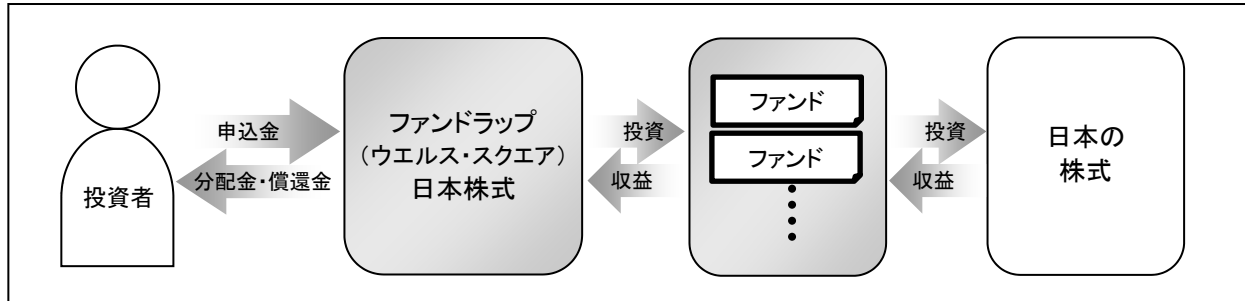 投資者
申込金
分配金・償還金
ファンドラップ
（ウエルス・スクエア）
日本株式
投資
収益
ファンド
ファンド
投資
収益
日本の
株式